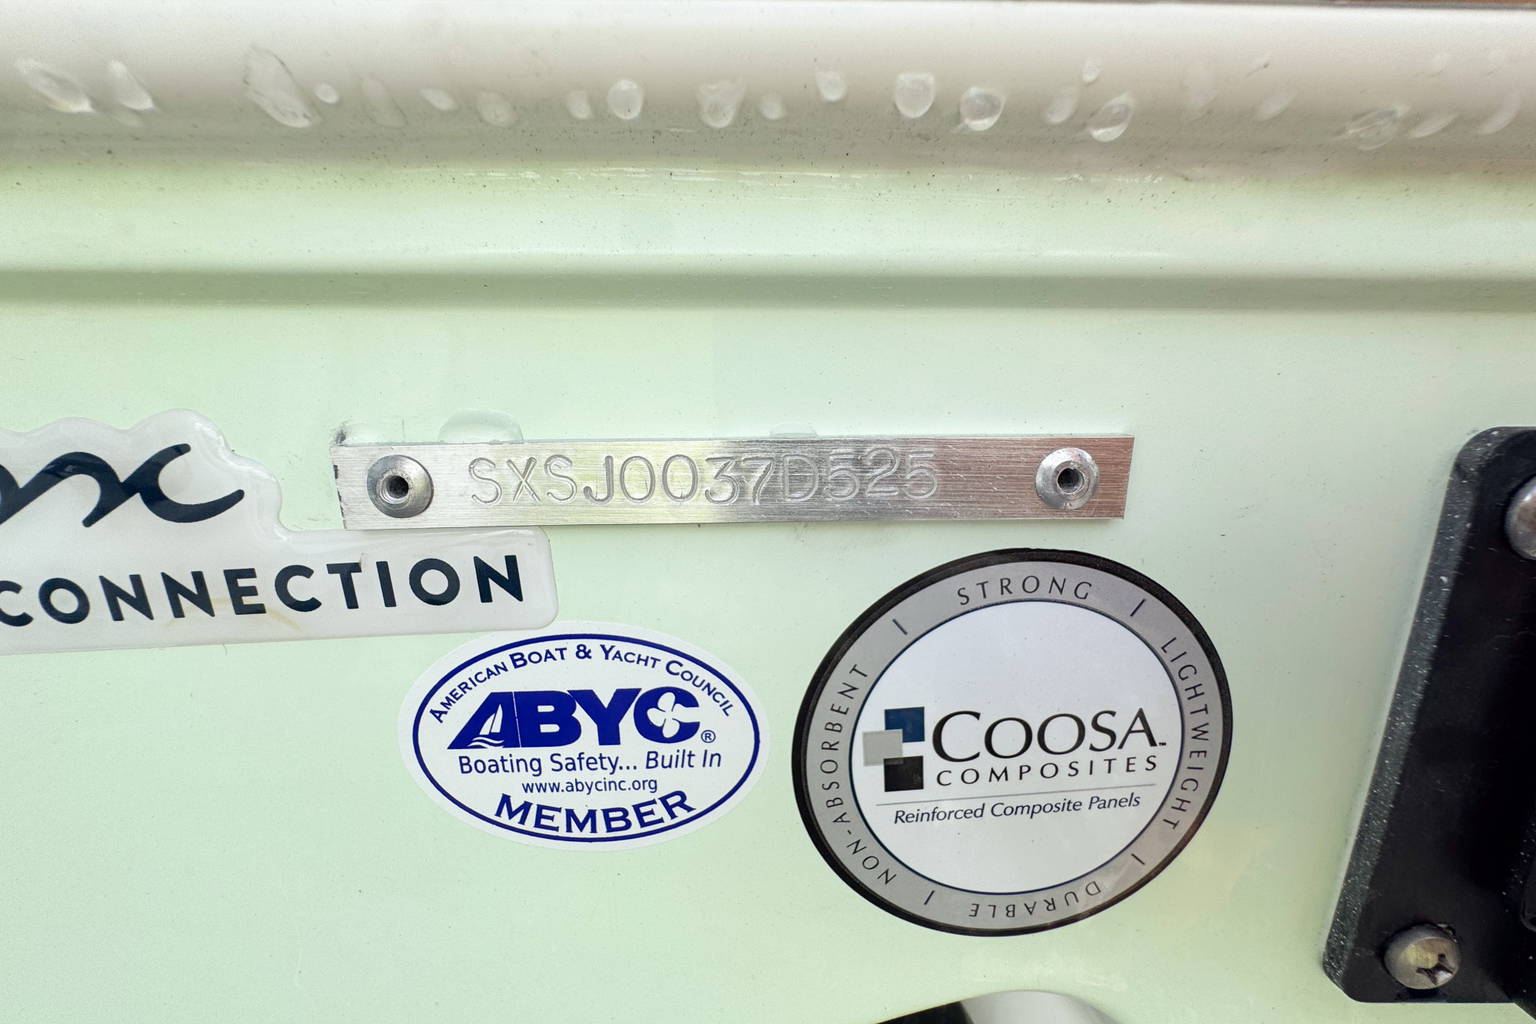 SXSJ0037D525
CONNECTION
AMERICAN BOAT & YACHT COUNCIL
ABYC®
Boating Safety... Built In
www.abycinc.org
MEMBER
STRONG | LIGHTWEIGHT | DURABLE | NON-ABSORBENT |
COOSA™
COMPOSITES
Reinforced Composite Panels